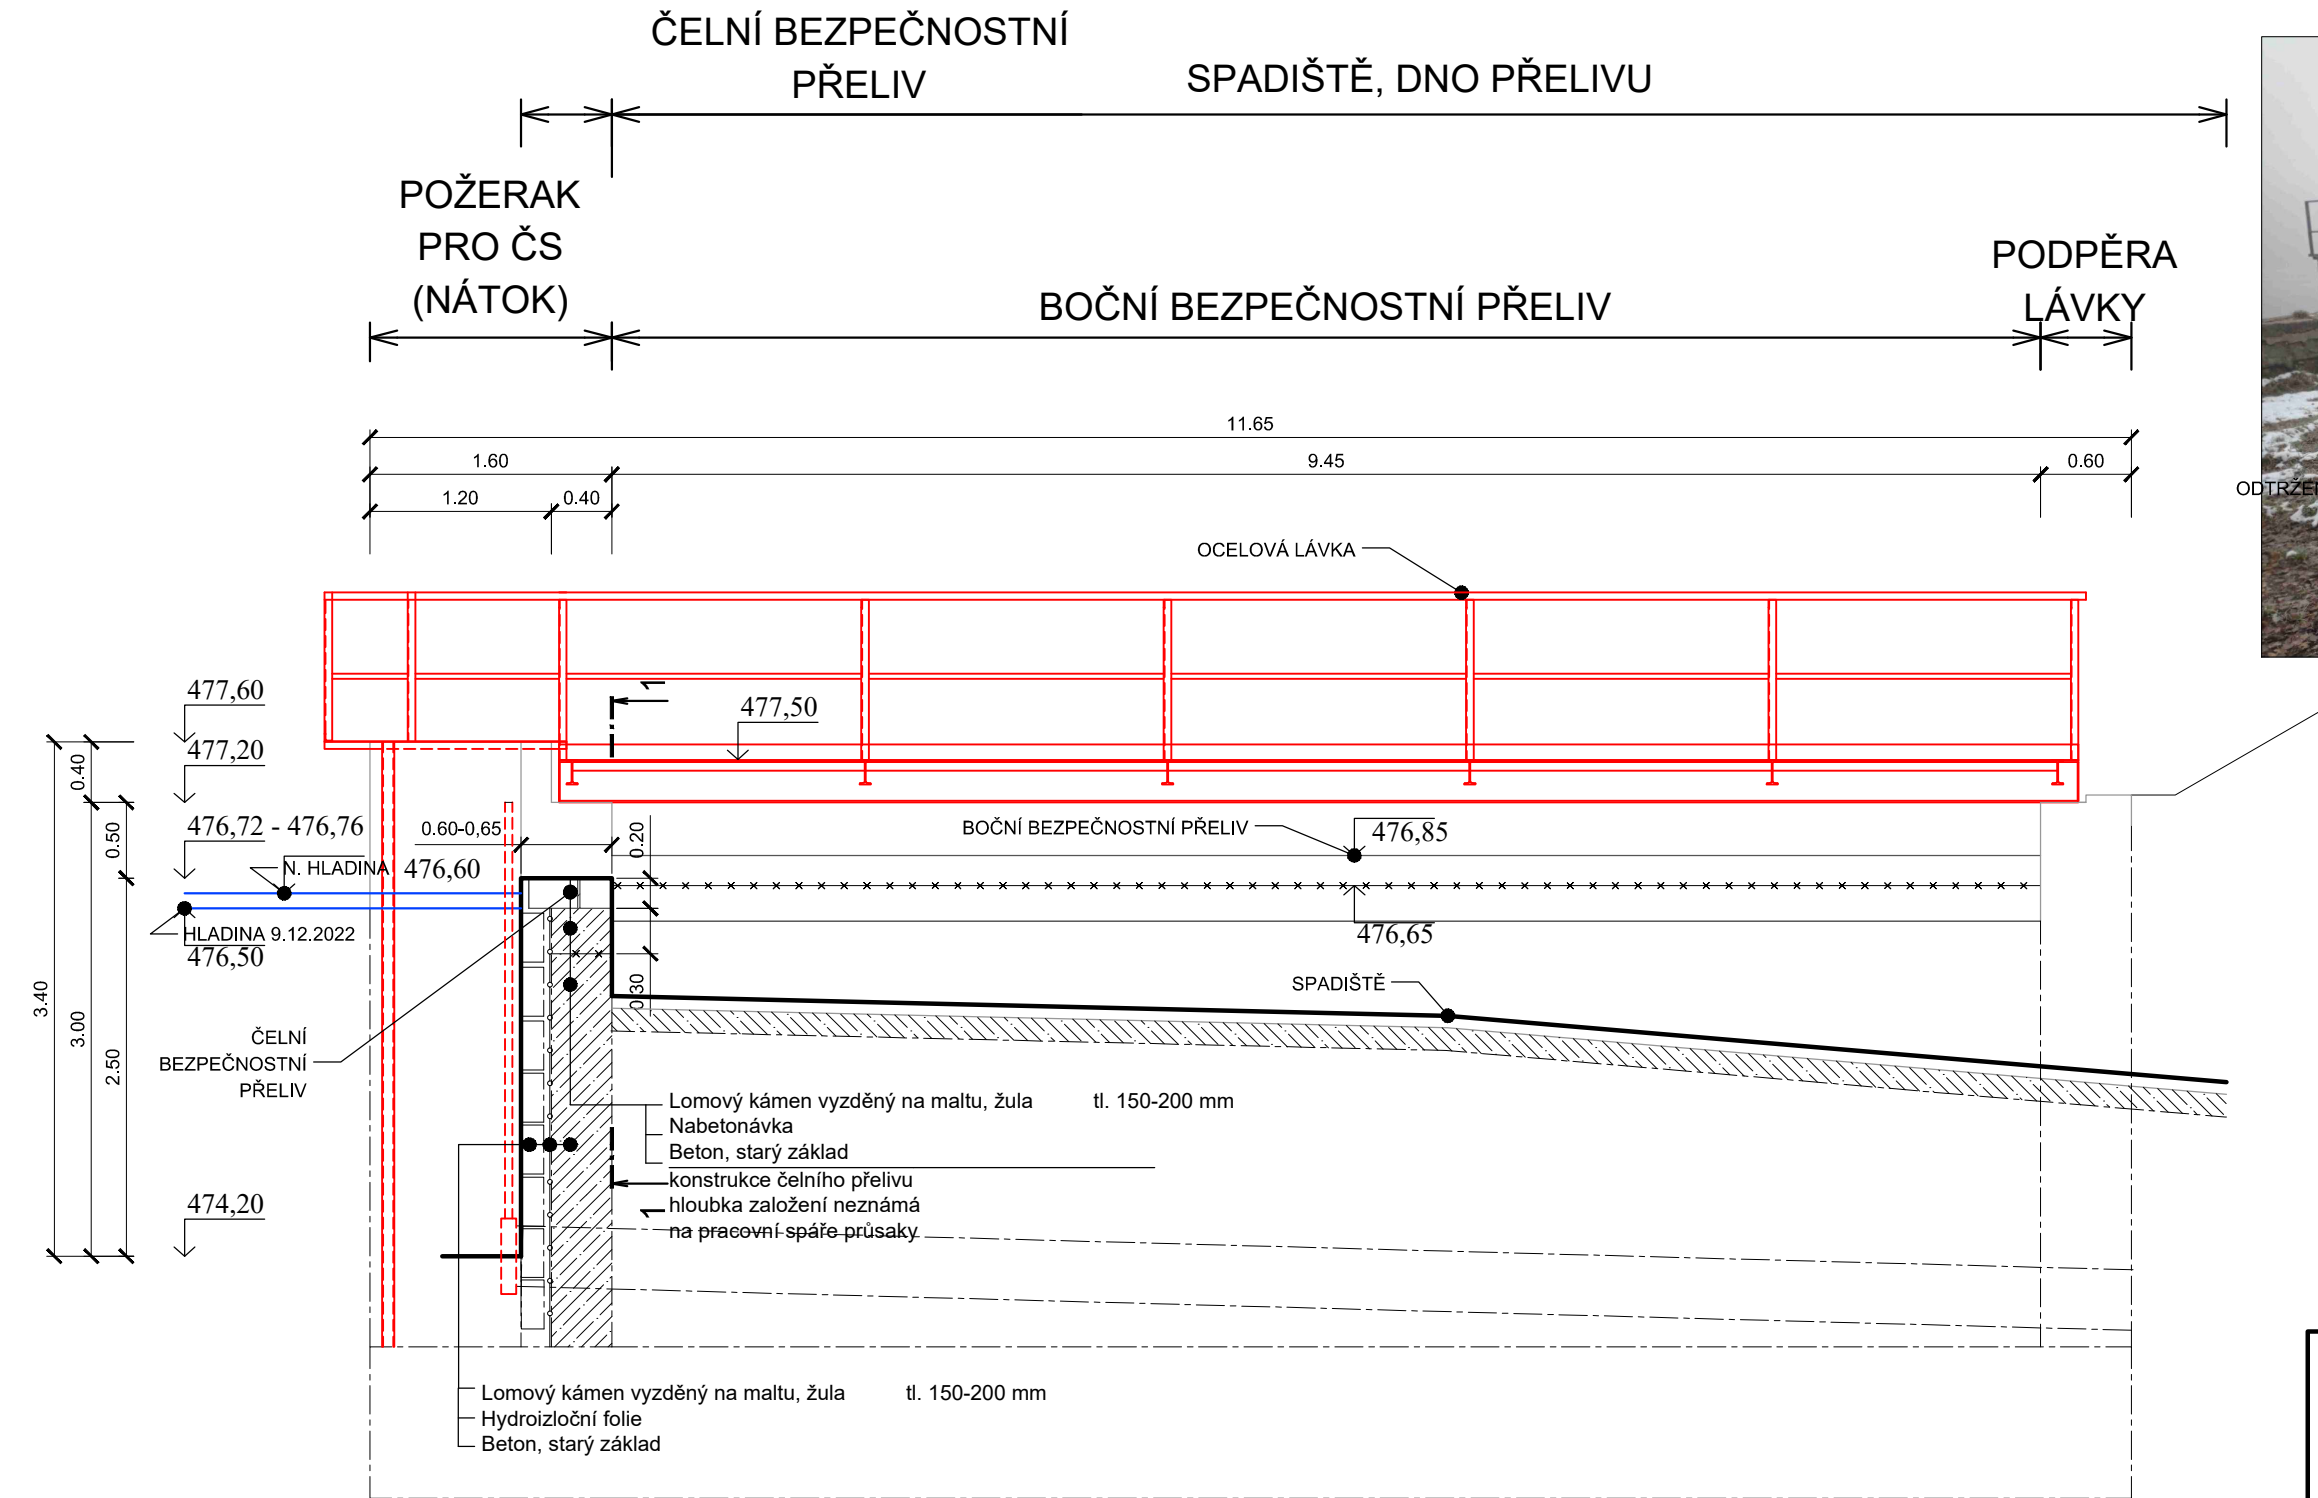 ČELNÍ BEZPEČNOSTNÍ
PŘELIV
SPADIŠTĚ, DNO PŘELIVU
POŽERAK
PRO ČS
(NÁTOK)
BOČNÍ BEZPEČNOSTNÍ PŘELIV
PODPĚRA
LÁVKY
11.65
1.60
9.45
0.60
1.20
0.40
OCELOVÁ LÁVKA
477,60
477,20
476,72 - 476,76
N. HLADINA 476,60
HLADINA 9.12.2022
476,50
474,20
3.40
0.40
3.00
0.50
2.50
0.60-0,65
0.20
0.30
1
477,50
BOČNÍ BEZPEČNOSTNÍ PŘELIV
476,85
476,65
SPADIŠTĚ
ČELNÍ
BEZPEČNOSTNÍ
PŘELIV
Lomový kámen vyzděný na maltu, žula tl. 150-200 mm
Nabetonávka
Beton, starý základ
konstrukce čelního přelivu
hloubka založení neznámá
1
na pracovní spáře průsaky
Lomový kámen vyzděný na maltu, žula tl. 150-200 mm
Hydroizloční folie
Beton, starý základ